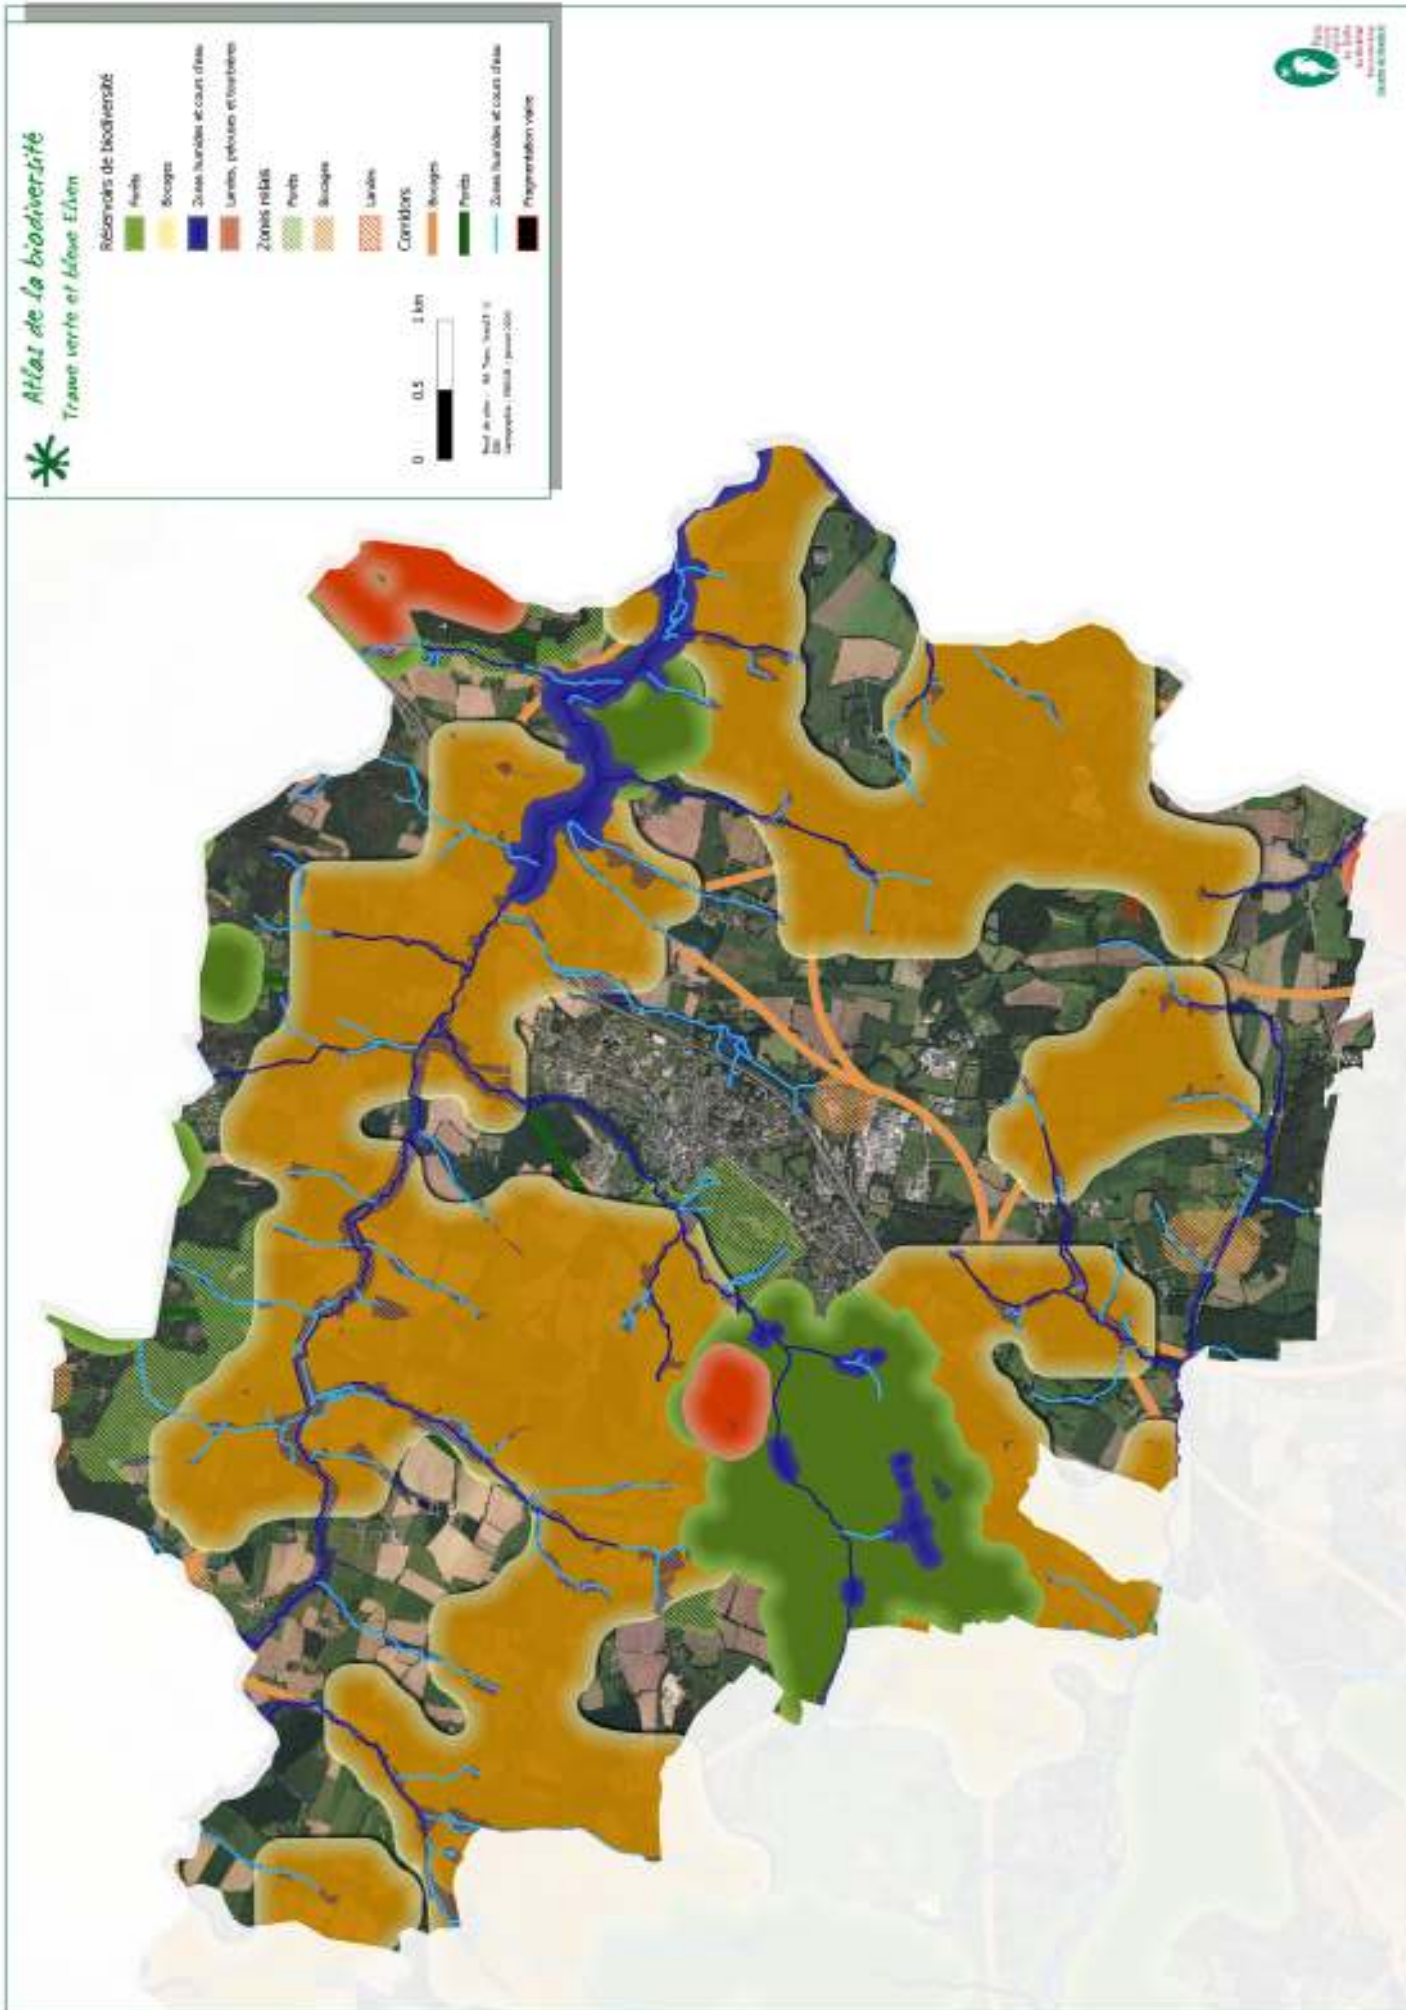 Atlas de la biodiversité
Trame verte et bleue Elven
Réservoirs de biodiversité
Forêts
Bocages
Zones humides et cours d'eau
Landes, pelouses et tourbières
Zones relais
Forêts
Bocages
Landes
Corridors
Bocages
Forêts
Zones humides et cours d'eau
Fragmentation viaire
0 0.5 1 km